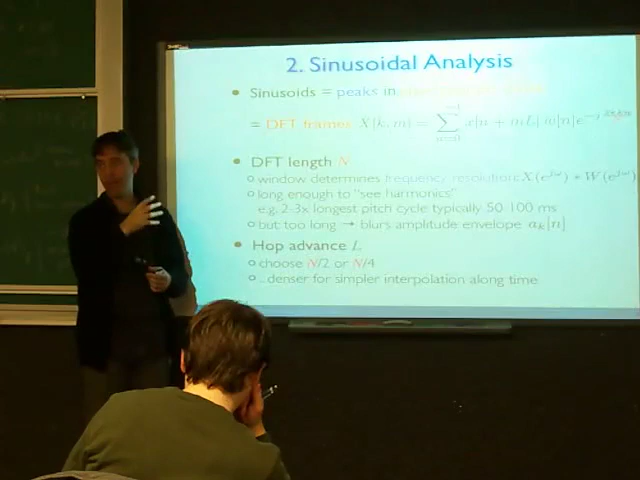 2. Sinusoidal Analysis
• Sinusoids = peaks in
= DFT frames X[k, m] = ∑ x[n + mL] w[n]e^-j
• DFT length N
window determines frequency resolution: X(e^jω) * W(e^jω)
long enough to "see harmonics"
e.g. 2-3x longest pitch cycle typically 50-100 ms
but too long → blurs amplitude envelope a_k[n]
• Hop advance L
choose N/2 or N/4
...denser for simpler interpolation along time